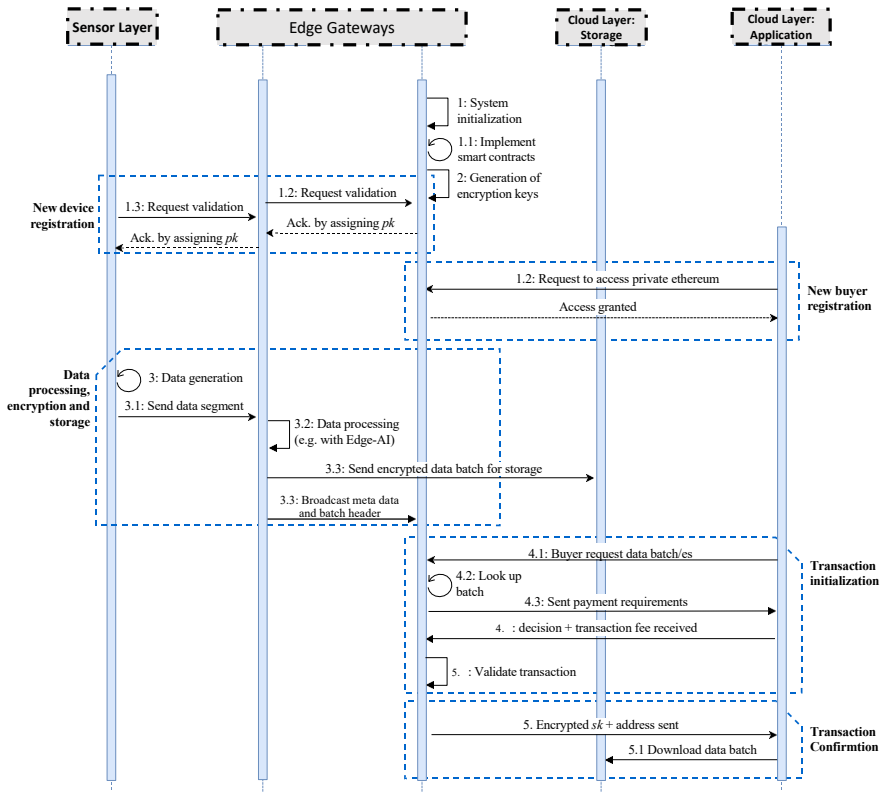 Sensor Layer
Edge Gateways
Cloud Layer:
Storage
Cloud Layer:
Application
1: System
initialization
1.1: Implement
smart contracts
2: Generation of
encryption keys
New device
registration
1.2: Request validation
1.3: Request validation
Ack. by assigning pk
Ack. by assigning pk
1.2: Request to access private ethereum
Access granted
New buyer
registration
Data
processing,
encryption and
storage
3: Data generation
3.1: Send data segment
3.2: Data processing
(e.g. with Edge-AI)
3.3: Send encrypted data batch for storage
3.3: Broadcast meta data
and batch header
4.1: Buyer request data batch/es
4.2: Look up
batch
4.3: Sent payment requirements
4. : decision + transaction fee received
5. : Validate transaction
Transaction
initialization
5. Encrypted sk + address sent
5.1 Download data batch
Transaction
Confirmtion